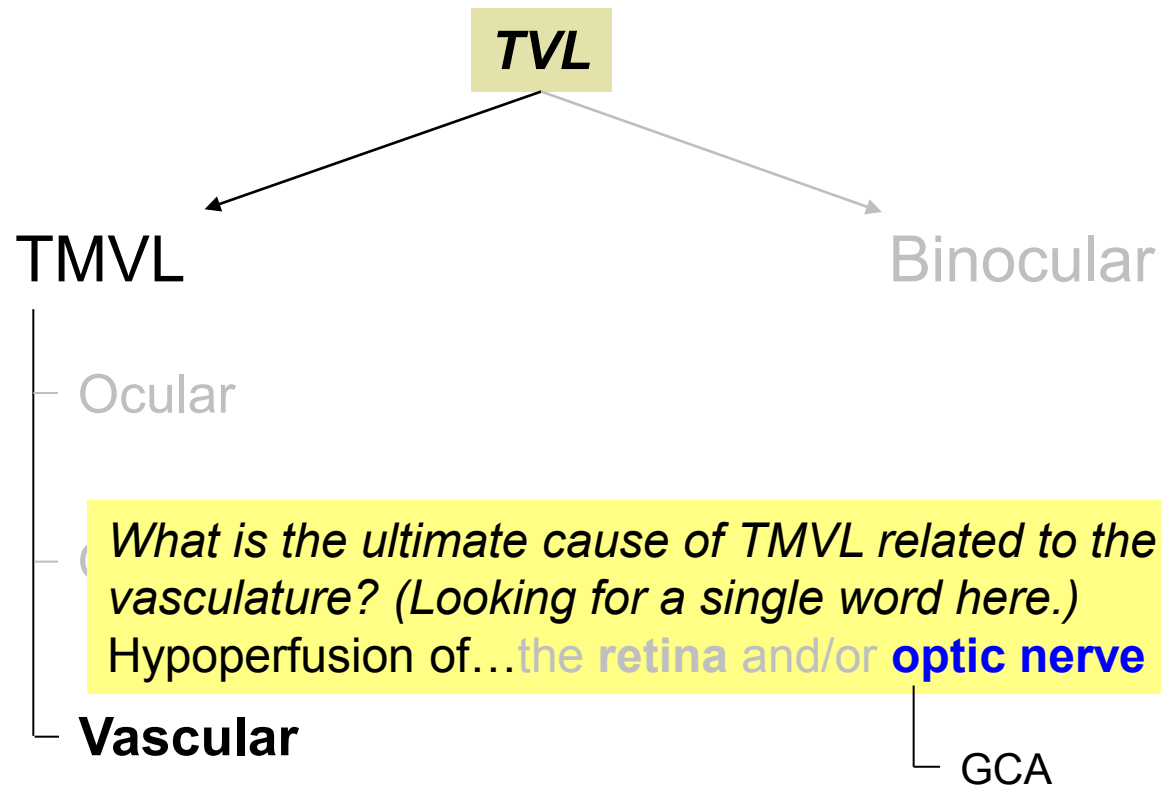 TVL
TMVL
Binocular
Ocular
What is the ultimate cause of TMVL related to the
vasculature? (Looking for a single word here.)
Hypoperfusion of…the retina and/or optic nerve
Vascular
GCA